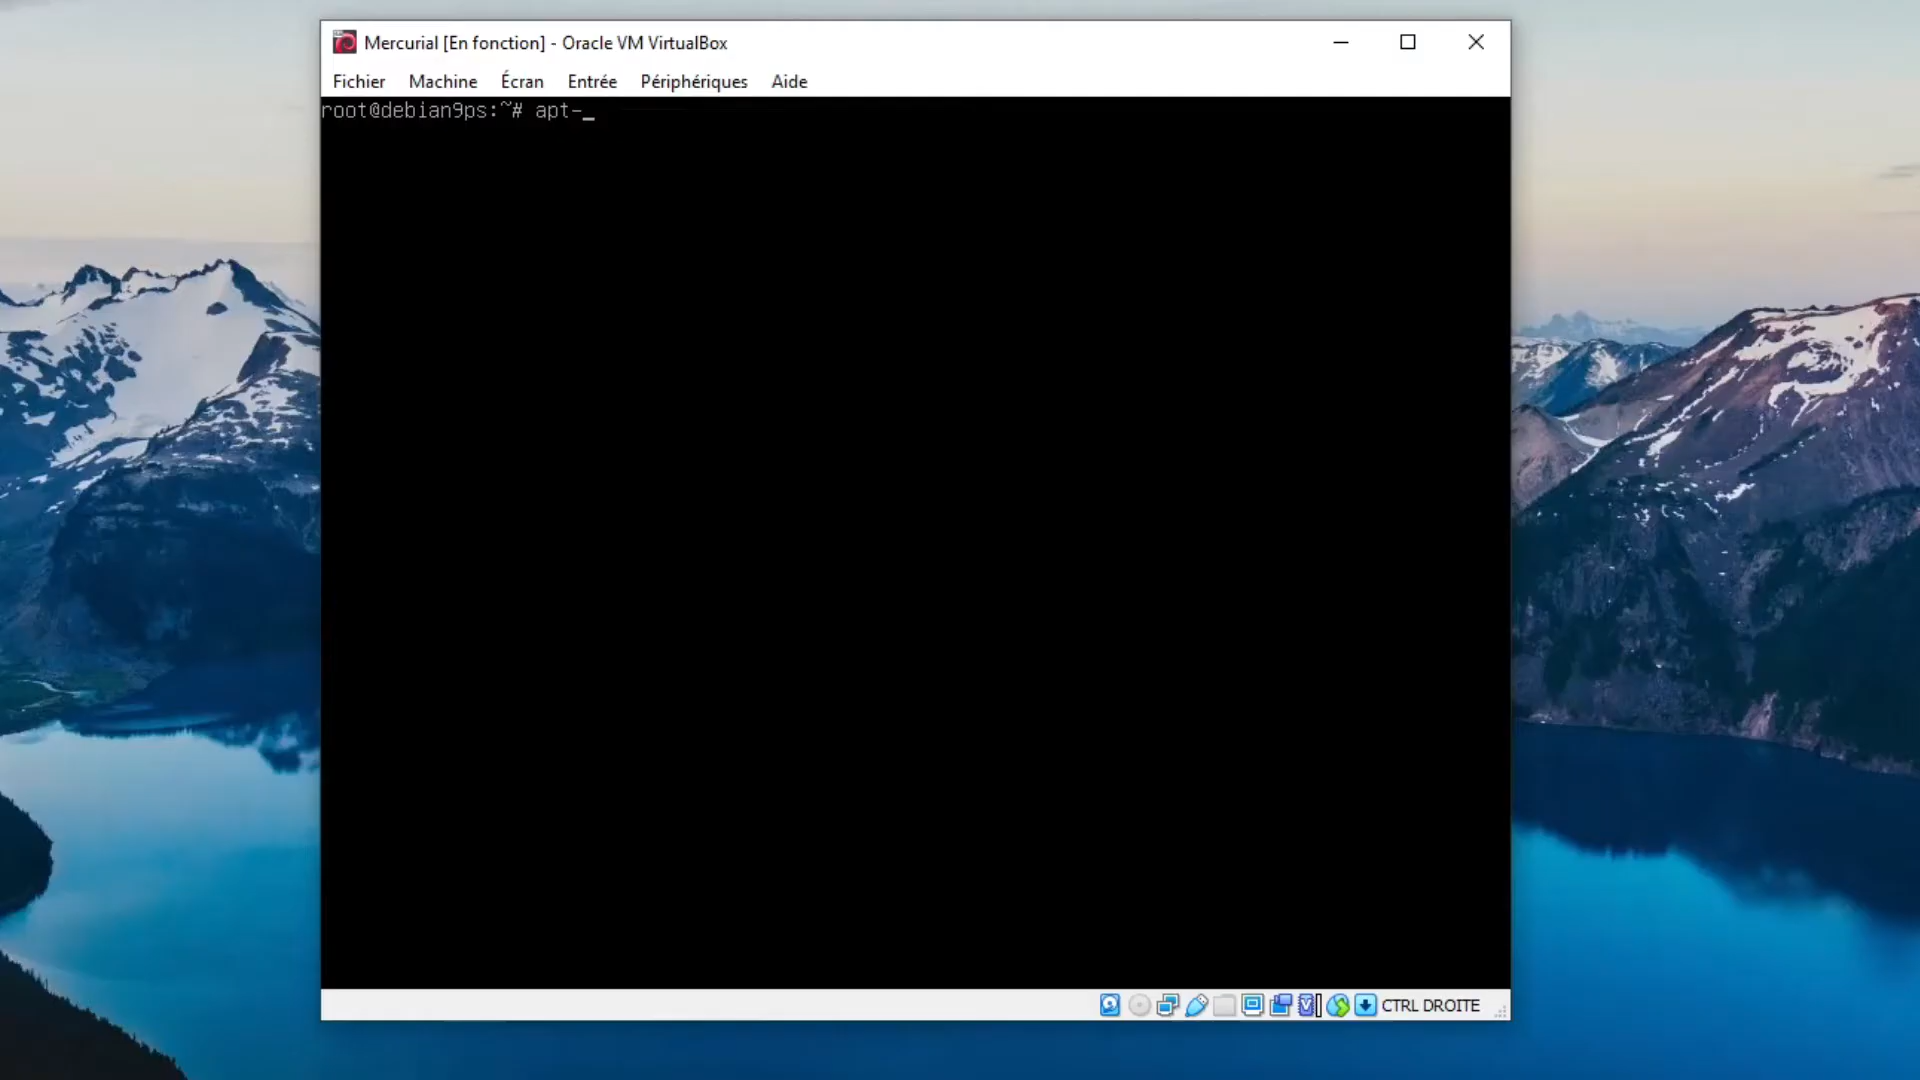 Mercurial [En fonction] - Oracle VM VirtualBox
Fichier Machine Écran Entrée Périphériques Aide
root@debian9ps:~# apt-_
CTRL DROITE